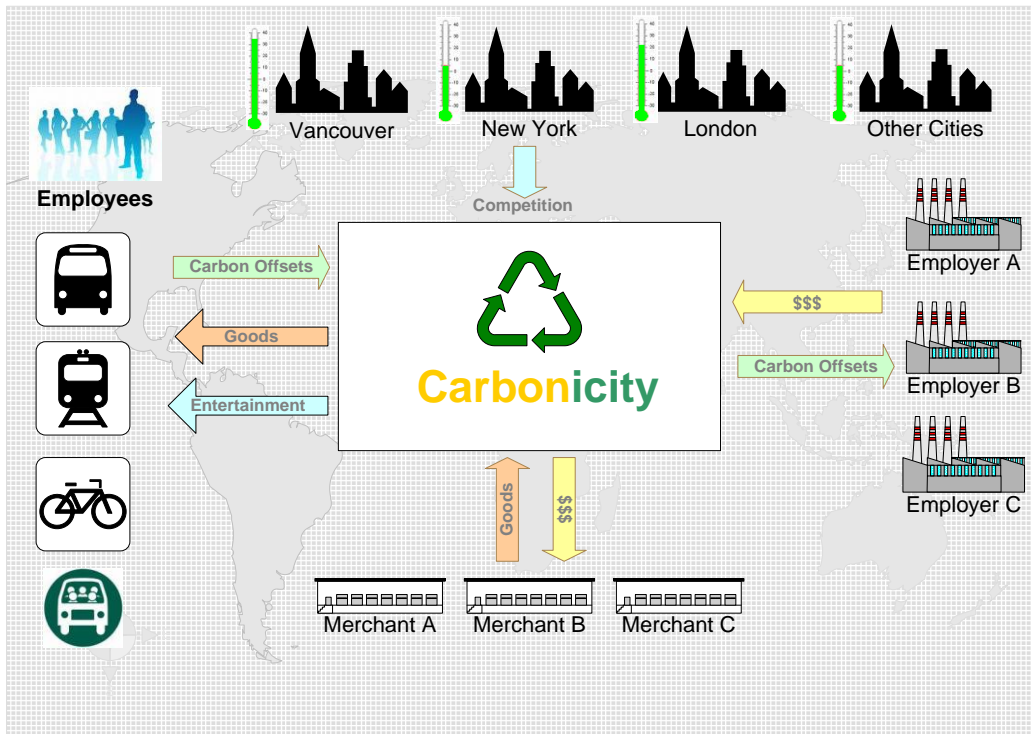 Vancouver
New York
London
Other Cities
Employees
Competition
Employer A
Carbon Offsets
$$$
Goods
Carbon Offsets
Employer B
Carbonicity
Entertainment
Employer C
Goods
$$$
Merchant A
Merchant B
Merchant C